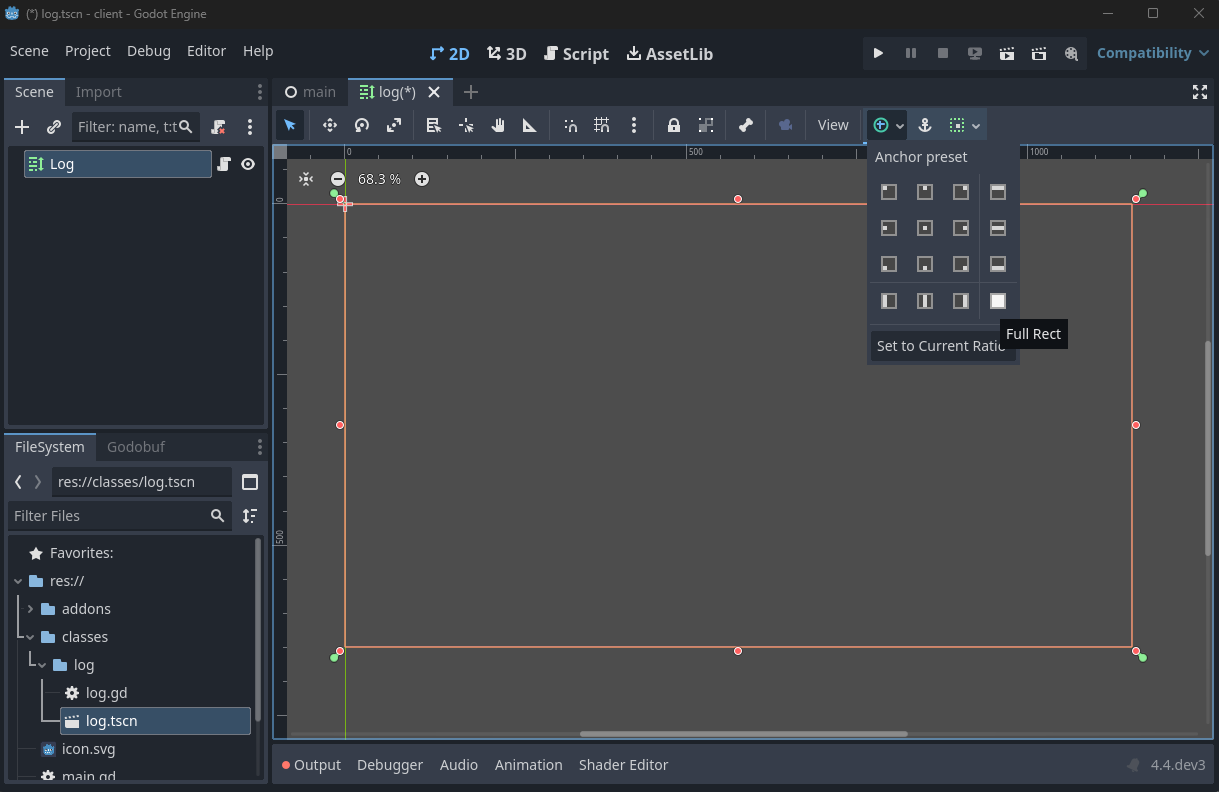 (*) log.tscn - client - Godot Engine
Scene Project Debug Editor Help
2D 3D Script AssetLib
Compatibility
Scene Import
Filter: name, t:t
Log
FileSystem Godobuf
res://classes/log.tscn
Filter Files
Favorites:
res://
addons
classes
log
log.gd
log.tscn
icon.svg
main.gd
main log(*)
View
0 500 1000
0
500
68.3 %
Anchor preset
Full Rect
Set to Current Ratio
Output Debugger Audio Animation Shader Editor
4.4.dev3